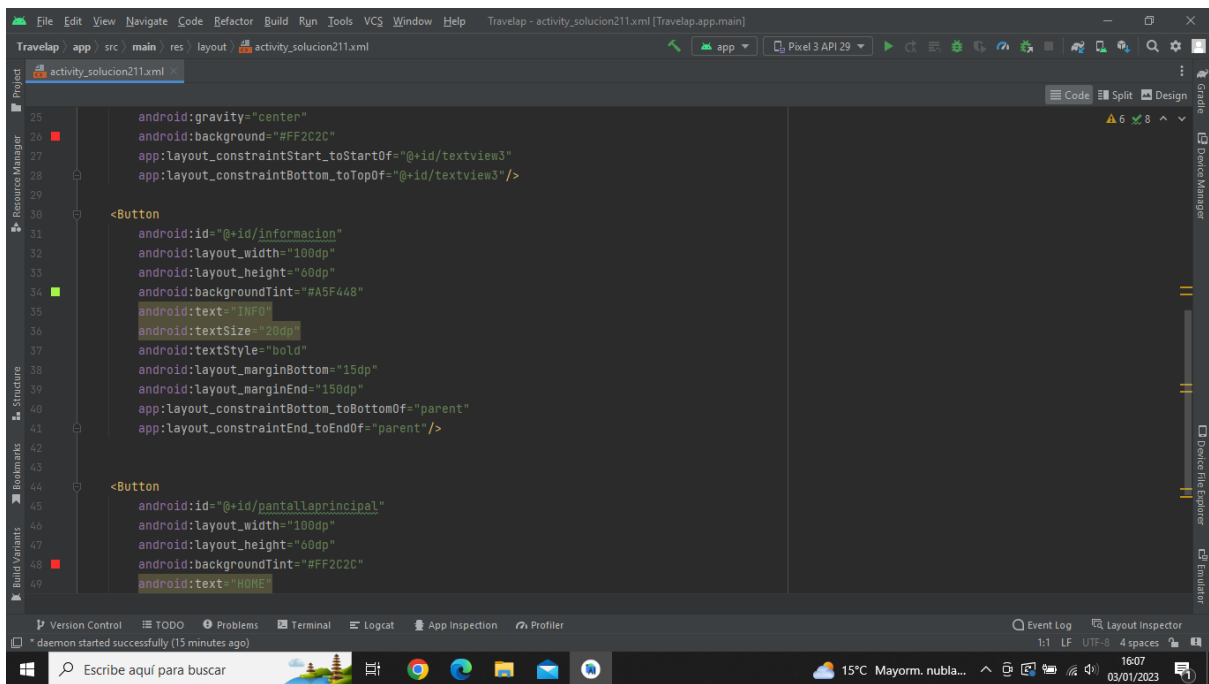 File Edit View Navigate Code Refactor Build Run Tools VCS Window Help Travelap - activity_solucion211.xml [Travelap.app.main]
Travelap app src main res layout activity_solucion211.xml app Pixel 3 API 29
activity_solucion211.xml
Code Split Design
6 8
25 android:gravity="center"
26 android:background="#FF2C2C"
27 app:layout_constraintStart_toStartOf="@+id/textview3"
28 app:layout_constraintBottom_toTopOf="@+id/textview3"/>
29
30 <Button
31 android:id="@+id/informacion"
32 android:layout_width="100dp"
33 android:layout_height="60dp"
34 android:backgroundTint="#A5F448"
35 android:text="INFO"
36 android:textSize="20dp"
37 android:textStyle="bold"
38 android:layout_marginBottom="15dp"
39 android:layout_marginEnd="150dp"
40 app:layout_constraintBottom_toBottomOf="parent"
41 app:layout_constraintEnd_toEndOf="parent"/>
42
43
44 <Button
45 android:id="@+id/pantallaprincipal"
46 android:layout_width="100dp"
47 android:layout_height="60dp"
48 android:backgroundTint="#FF2C2C"
49 android:text="HOME"
Project
Resource Manager
Structure
Bookmarks
Build Variants
Gradle
Device Manager
Device File Explorer
Emulator
Version Control TODO Problems Terminal Logcat App Inspection Profiler Event Log Layout Inspector
* daemon started successfully (15 minutes ago) 1:1 LF UTF-8 4 spaces
Escribe aquí para buscar 15°C Mayorm. nubla... 16:07
03/01/2023
1